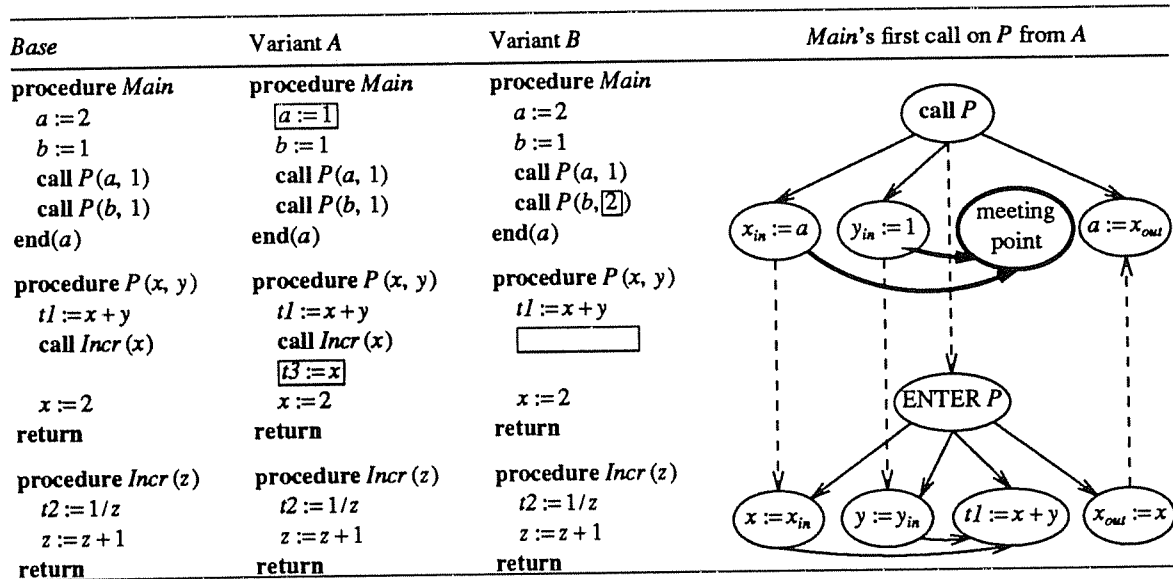 Base Variant A Variant B Main's first call on P from A
procedure Main procedure Main procedure Main
a := 2 a := 1 a := 2
b := 1 b := 1 b := 1
call P(a, 1) call P(a, 1) call P(a, 1)
call P(b, 1) call P(b, 1) call P(b, 2)
end(a) end(a) end(a)
procedure P(x, y) procedure P(x, y) procedure P(x, y)
t1 := x+y t1 := x+y t1 := x+y
call Incr(x) call Incr(x)
t3 := x
x := 2 x := 2 x := 2
return return return
procedure Incr(z) procedure Incr(z) procedure Incr(z)
t2 := 1/z t2 := 1/z t2 := 1/z
z := z+1 z := z+1 z := z+1
return return return
call P
x_in := a y_in := 1 meeting a := x_out
point
ENTER P
x := x_in y := y_in t1 := x+y x_out := x